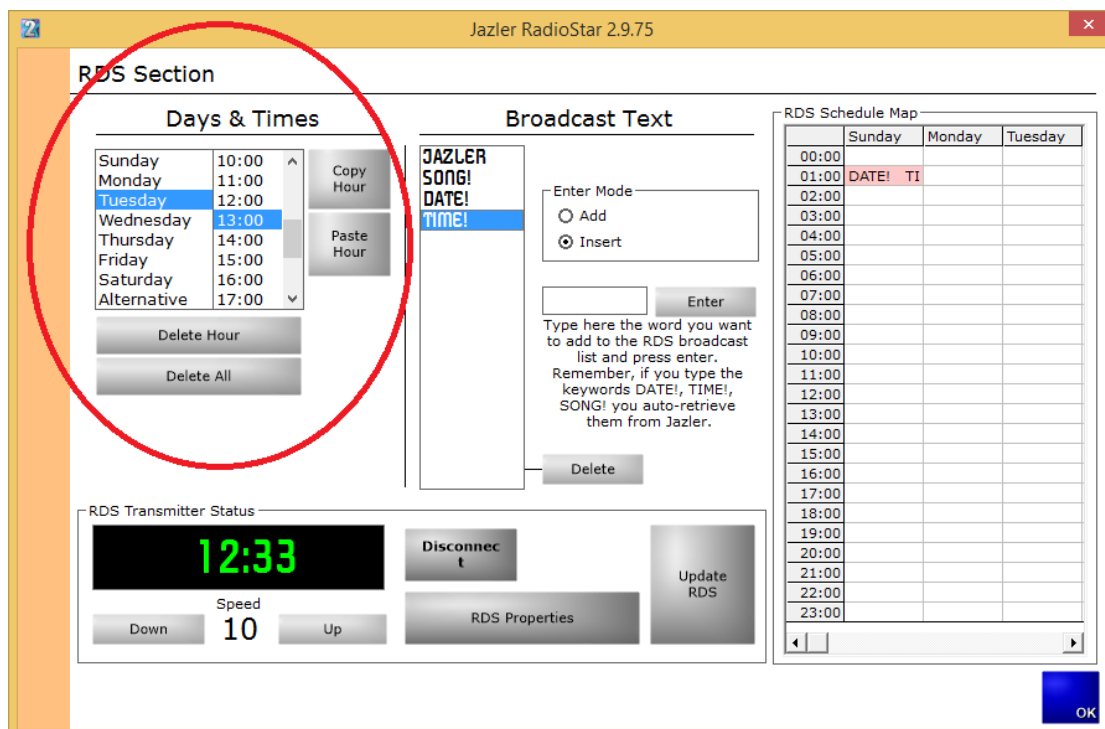 Jazler RadioStar 2.9.75
RDS Section
Days & Times
Sunday 10:00
Monday 11:00
Tuesday 12:00
Wednesday 13:00
Thursday 14:00
Friday 15:00
Saturday 16:00
Alternative 17:00
Copy
Hour
Paste
Hour
Delete Hour
Delete All
Broadcast Text
JAZLER
SONG!
DATE!
TIME!
Enter Mode
Add
Insert
Enter
Type here the word you want
to add to the RDS broadcast
list and press enter.
Remember, if you type the
keywords DATE!, TIME!,
SONG! you auto-retrieve
them from Jazler.
Delete
RDS Schedule Map
Sunday Monday Tuesday
00:00
01:00 DATE! TI
02:00
03:00
04:00
05:00
06:00
07:00
08:00
09:00
10:00
11:00
12:00
13:00
14:00
15:00
16:00
17:00
18:00
19:00
20:00
21:00
22:00
23:00
RDS Transmitter Status
12:33
Speed
Down 10 Up
Disconnec
t
RDS Properties
Update
RDS
OK